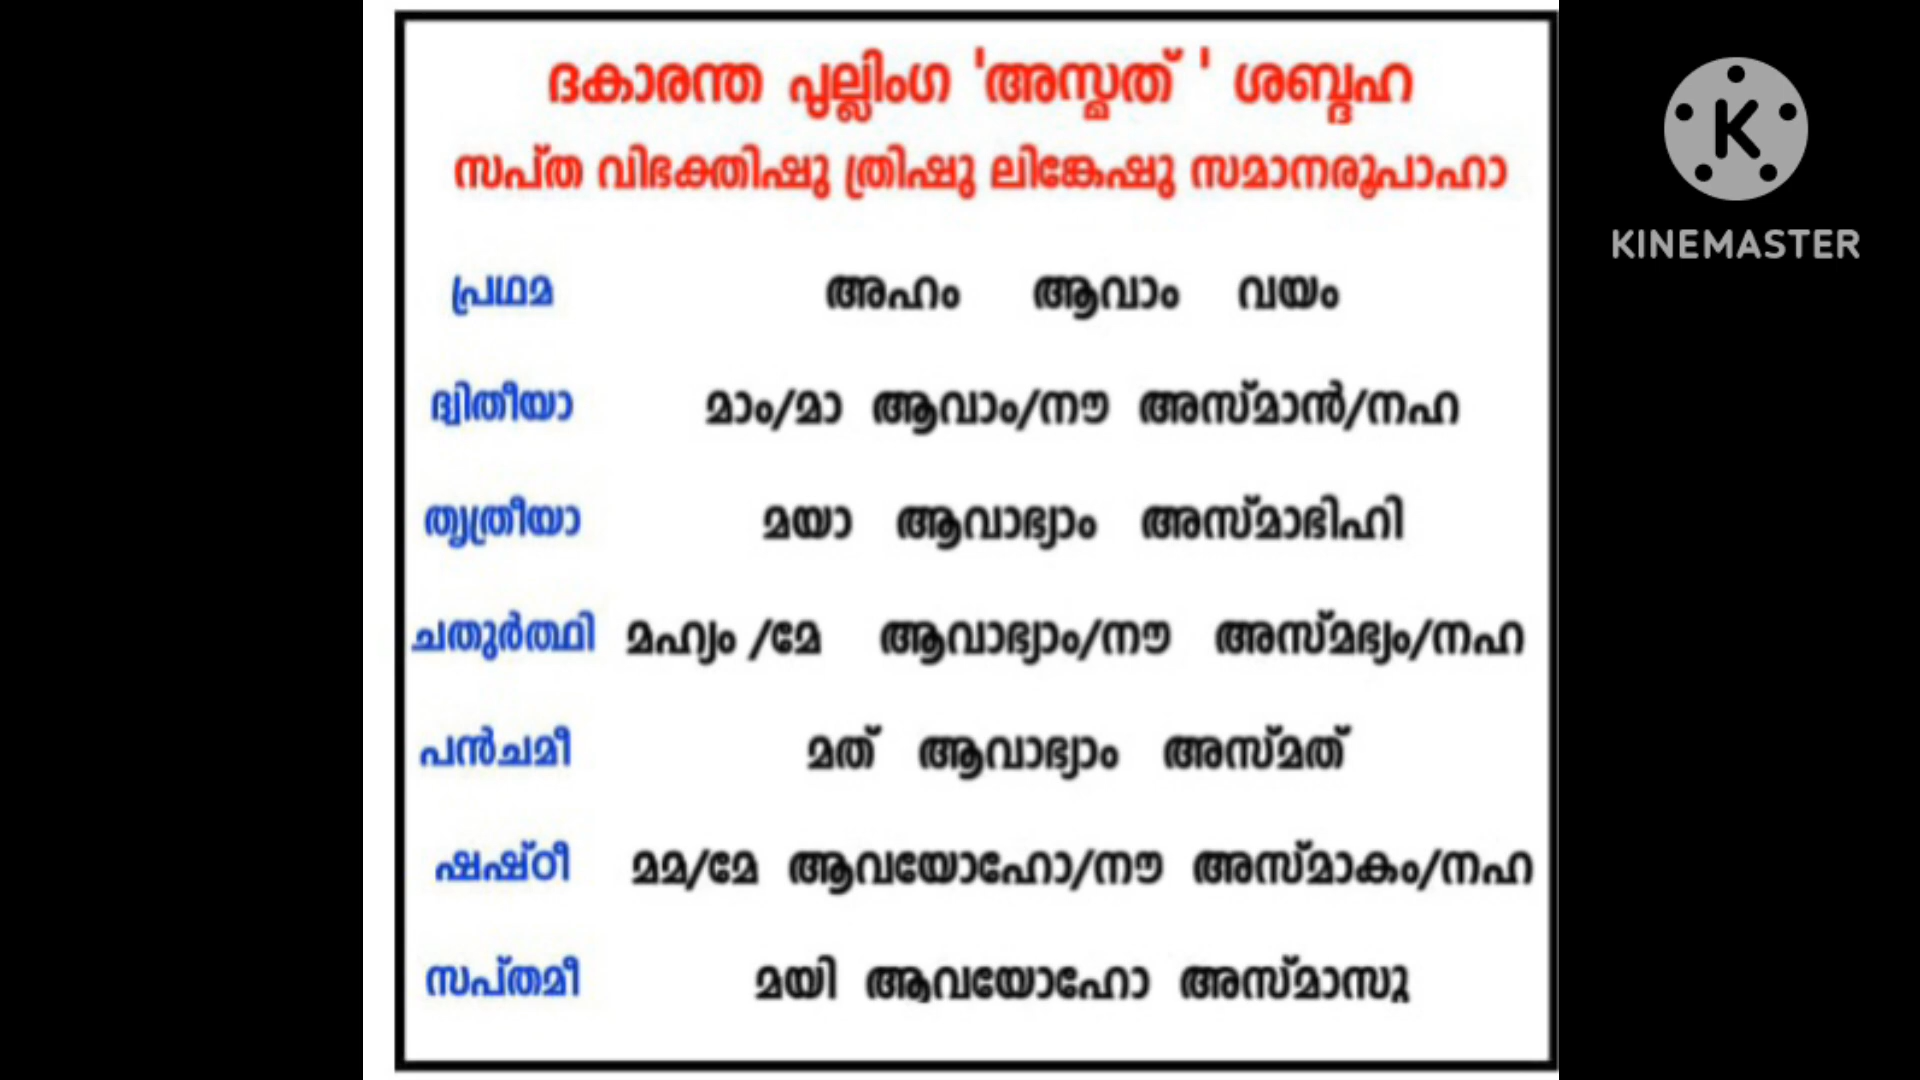 ദകാരന്ത പുല്ലിംഗ 'അസ്മത് ' ശബ്ദഹ
സപ്ത വിഭക്തിഷു ത്രിഷു ലിങ്കേഷു സമാനരൂപാഹാ
പ്രഥമ അഹം ആവാം വയം
ദ്വിതീയാ മാം/മാ ആവാം/നൗ അസ്മാൻ/നഹ
തൃത്രീയാ മയാ ആവാഭ്യാം അസ്മാഭിഹി
ചതുർത്ഥി മഹ്യം /മേ ആവാഭ്യാം/നൗ അസ്മഭ്യം/നഹ
പൻചമീ മത് ആവാഭ്യാം അസ്മത്
ഷഷ്ഠീ മമ/മേ ആവയോഹോ/നൗ അസ്മാകം/നഹ
സപ്തമീ മയി ആവയോഹോ അസ്മാസു
K
KINEMASTER